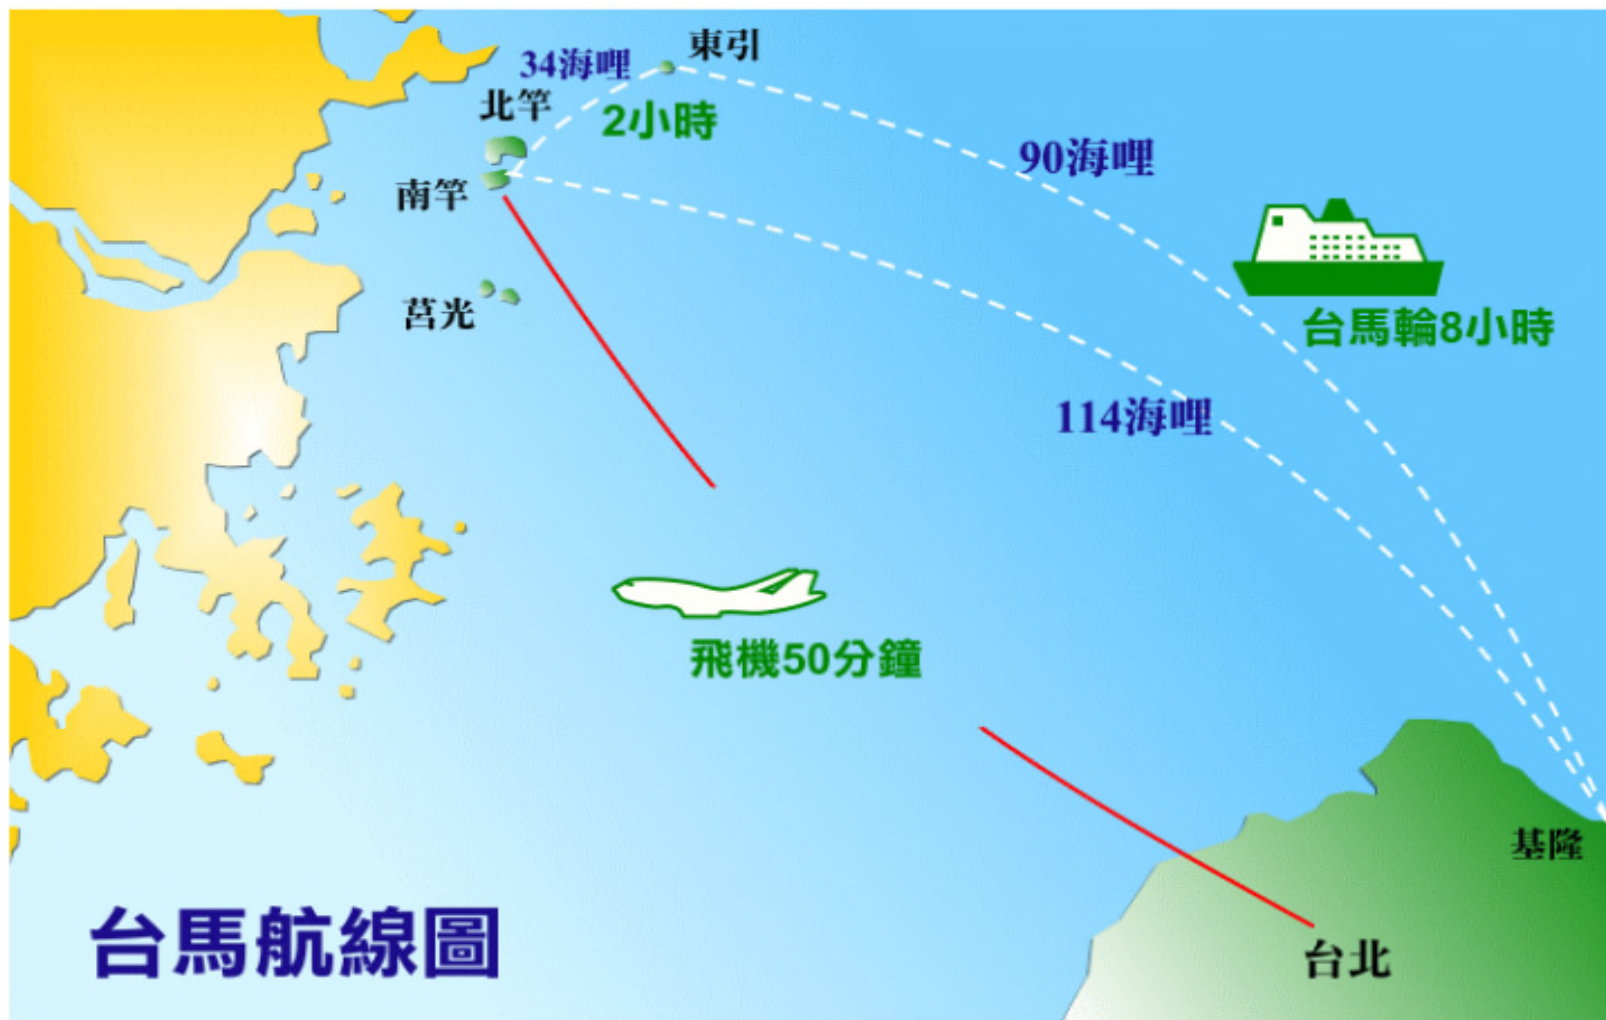 東引
34海哩
北竿
2小時
90海哩
南竿
莒光
台馬輪8小時
114海哩
飛機50分鐘
基隆
台馬航線圖
台北